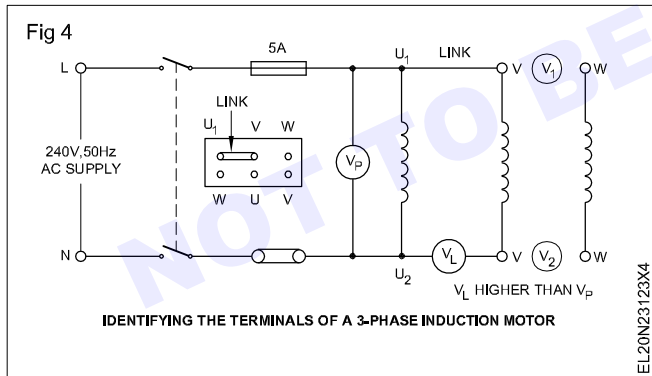 Fig 4
5A
U1
LINK
L
V
V1
W
LINK
U1 V W
240V,50Hz
AC SUPPLY
VP
W U V
N
VL
V
V2
W
U2
VL HIGHER THAN VP
IDENTIFYING THE TERMINALS OF A 3-PHASE INDUCTION MOTOR
EL20N23123X4
NOT TO BE